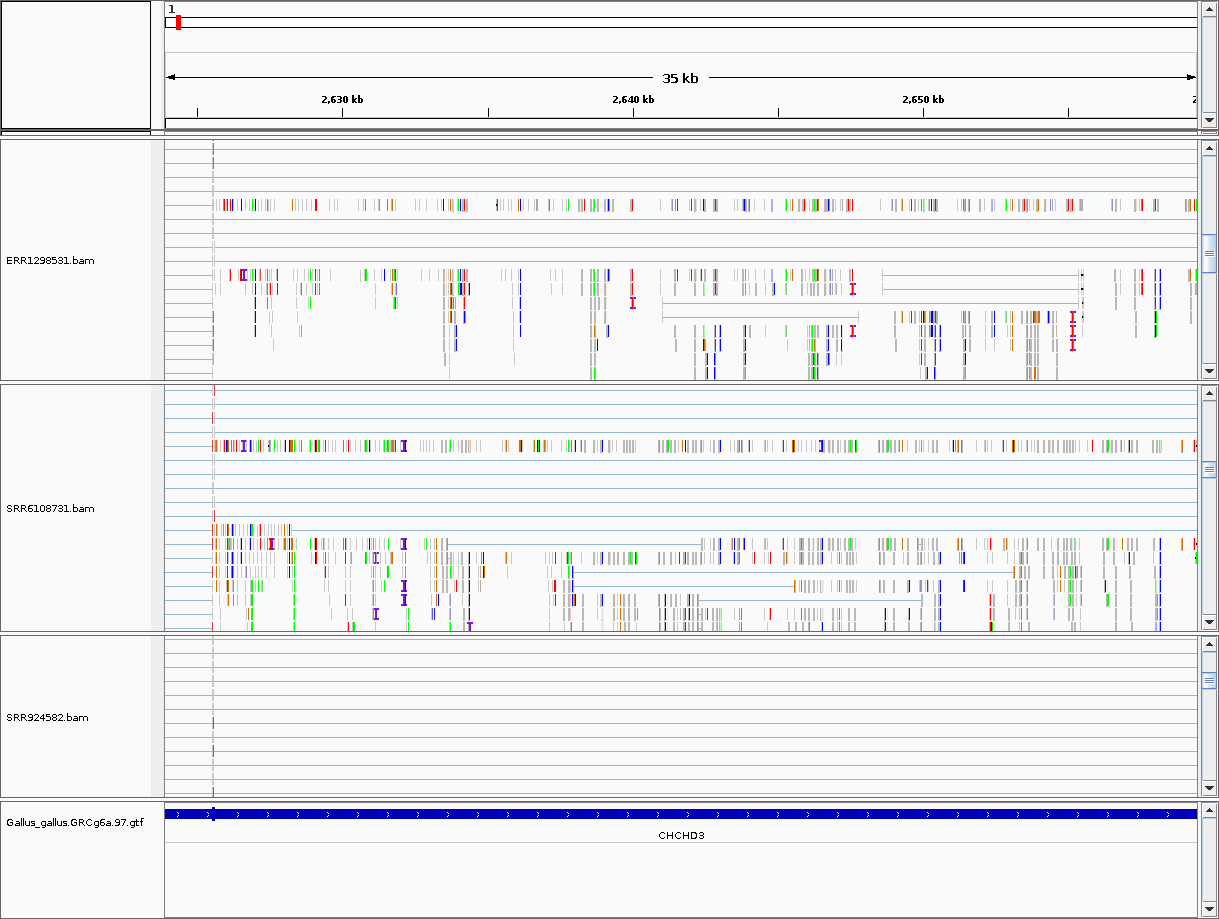 1
35 kb
2,630 kb 2,640 kb 2,650 kb 2
ERR1298531.bam
SRR6108731.bam
SRR924582.bam
Gallus_gallus.GRCg6a.97.gtf
CHCHD3